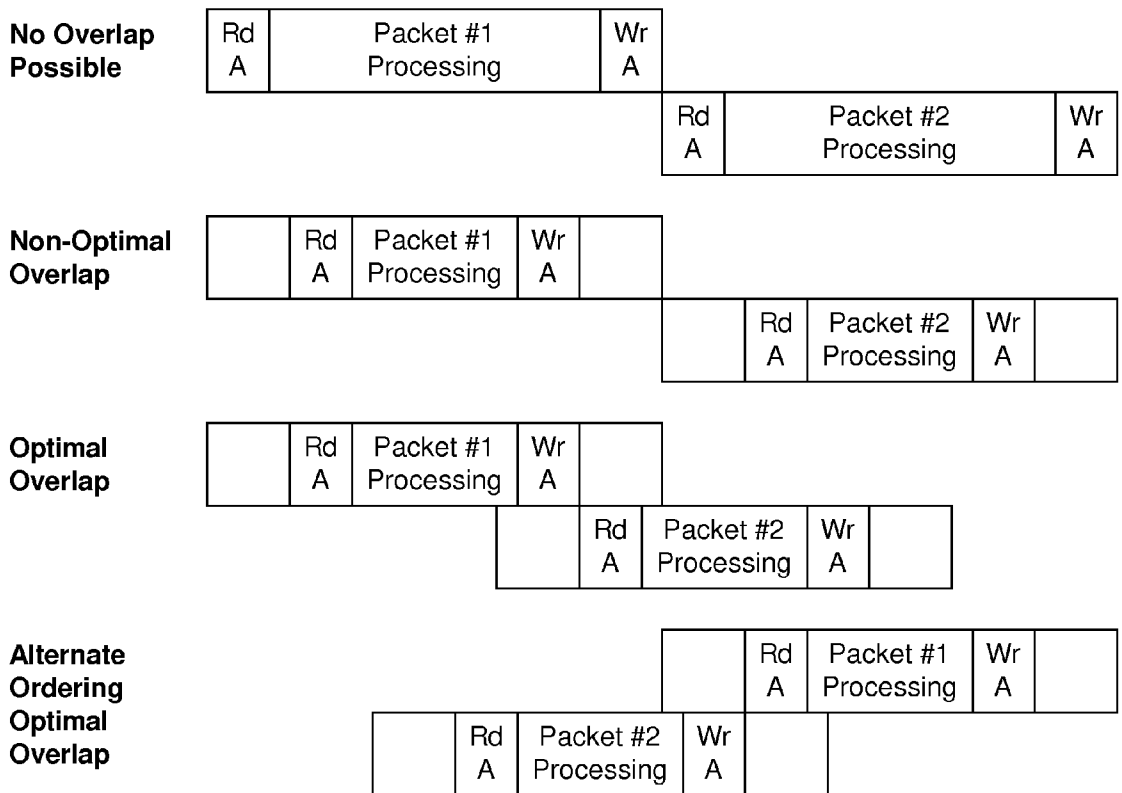 No Overlap
Possible
Rd
A
Packet #1
Processing
Wr
A
Rd
A
Packet #2
Processing
Wr
A
Non-Optimal
Overlap
Rd
A
Packet #1
Processing
Wr
A
Rd
A
Packet #2
Processing
Wr
A
Optimal
Overlap
Rd
A
Packet #1
Processing
Wr
A
Rd
A
Packet #2
Processing
Wr
A
Alternate
Ordering
Optimal
Overlap
Rd
A
Packet #1
Processing
Wr
A
Rd
A
Packet #2
Processing
Wr
A